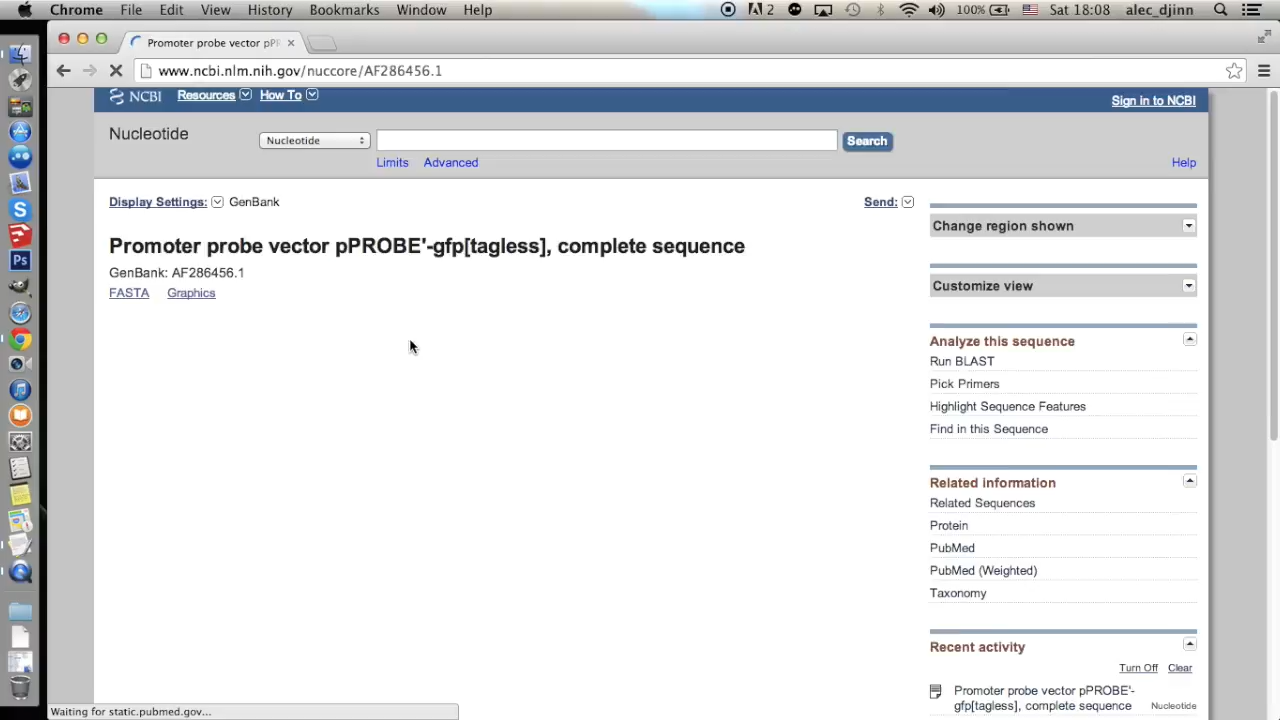 Chrome File Edit View History Bookmarks Window Help 2 100% Sat 18:08 alec_djinn
Promoter probe vector pPR
www.ncbi.nlm.nih.gov/nuccore/AF286456.1
NCBI Resources How To Sign in to NCBI
Nucleotide Nucleotide Search
Limits Advanced Help
Display Settings: GenBank Send:
Promoter probe vector pPROBE'-gfp[tagless], complete sequence
GenBank: AF286456.1
FASTA Graphics
Change region shown
Customize view
Analyze this sequence
Run BLAST
Pick Primers
Highlight Sequence Features
Find in this Sequence
Related information
Related Sequences
Protein
PubMed
PubMed (Weighted)
Taxonomy
Recent activity
Turn Off Clear
Promoter probe vector pPROBE'-
gfp[tagless], complete sequence Nucleotide
Waiting for static.pubmed.gov...
S
Ps